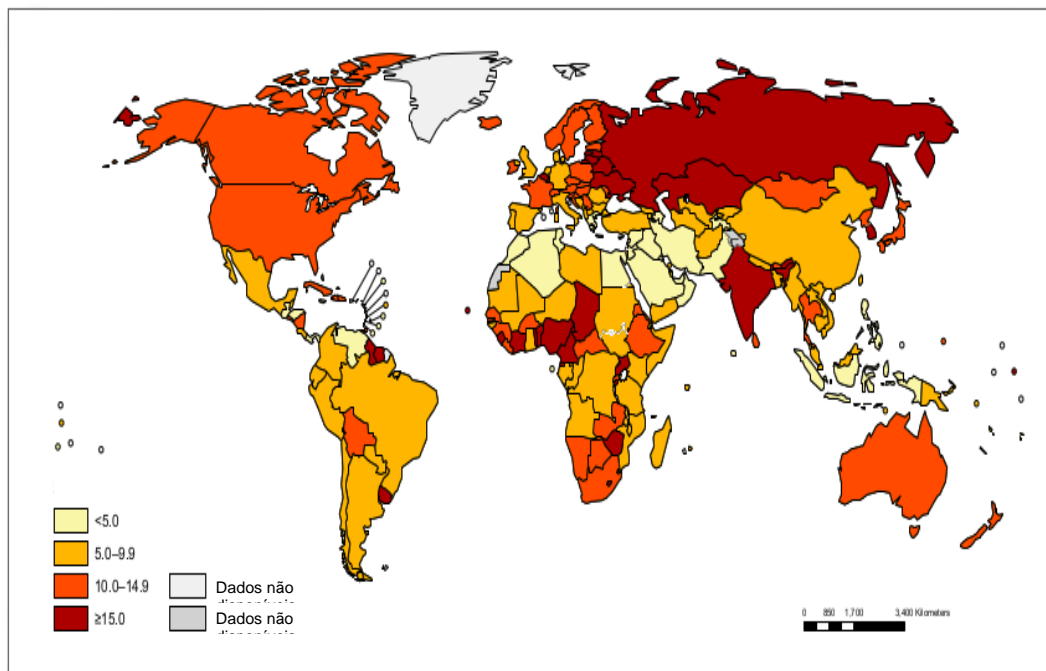 <5.0
5.0–9.9
10.0–14.9
≥15.0
Dados não
Dados não
0 850 1,700 3,400 Kilometers